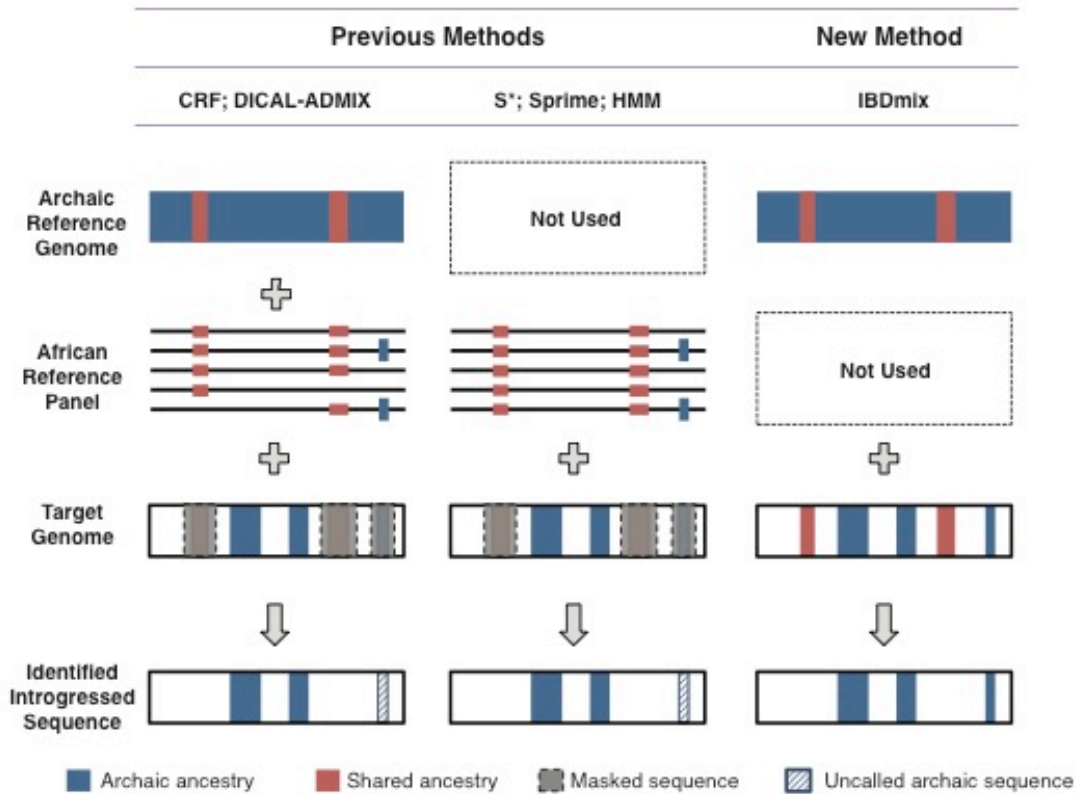 Previous Methods New Method
CRF; DICAL-ADMIX S*; Sprime; HMM IBDmix
Archaic
Reference
Genome
Not Used
African
Reference
Panel
Not Used
Target
Genome
Identified
Introgressed
Sequence
Archaic ancestry Shared ancestry Masked sequence Uncalled archaic sequence